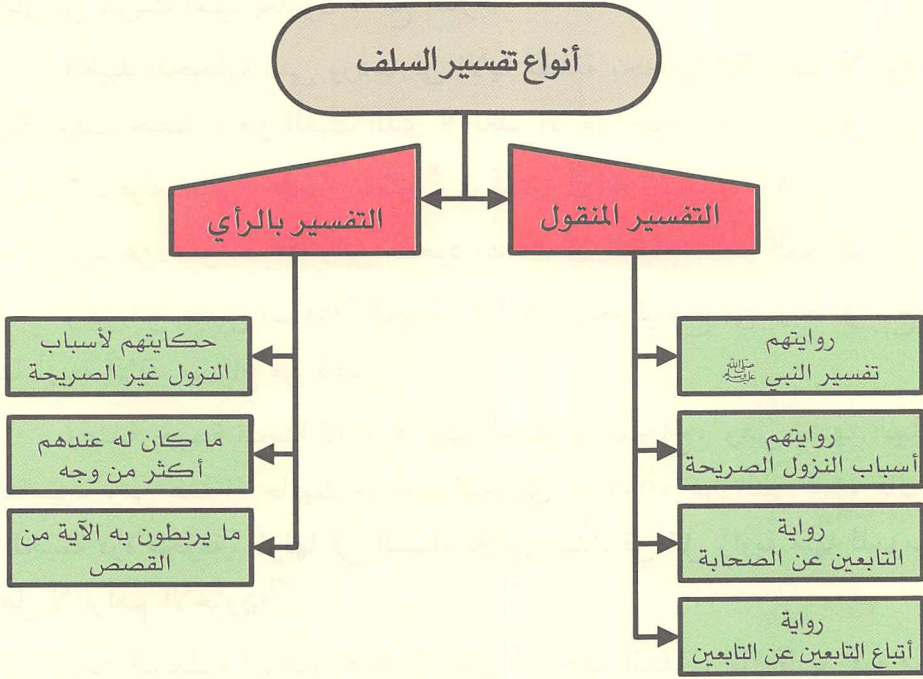 أنواع تفسير السلف
التفسير المنقول
التفسير بالرأي
روايتهم
تفسير النبي ﷺ
روايتهم
أسباب النزول الصريحة
رواية
التابعين عن الصحابة
رواية
أتباع التابعين عن التابعين
حكايتهم لأسباب
النزول غير الصريحة
ما كان له عندهم
أكثر من وجه
ما يربطون به الآية من
القصص